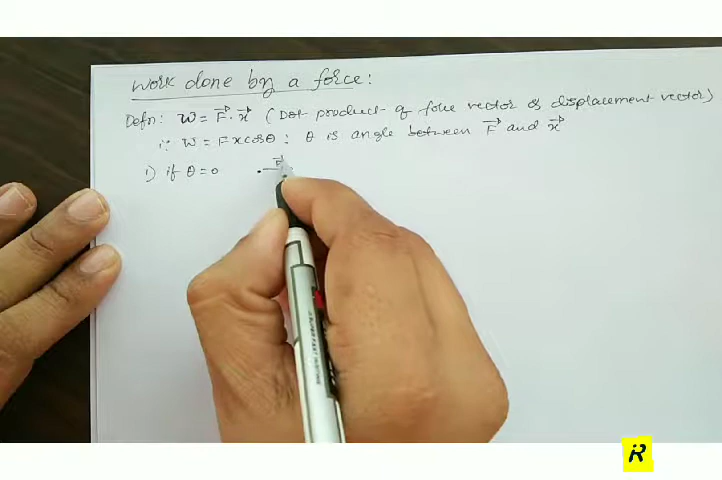 Work done by a force:
Defn: W = F⃗ · x⃗ (Dot product of force vector & displacement vector)
∴ W = F x cosθ : θ is angle between F⃗ and x⃗
i) if θ = 0 F⃗
iR